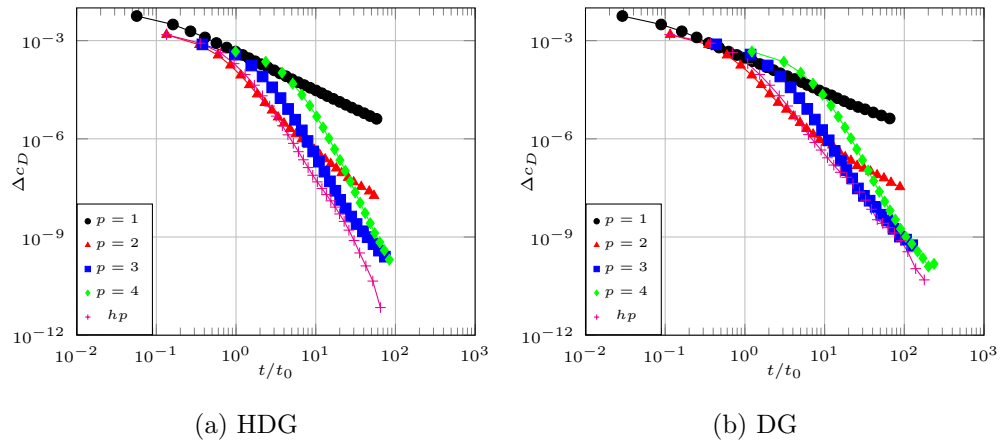 10^{-3}
10^{-6}
10^{-9}
10^{-12}
Δc_D
p = 1
p = 2
p = 3
p = 4
hp
10^{-2} 10^{-1} 10^{0} 10^{1} 10^{2} 10^{3}
t/t_0
(a) HDG
10^{-3}
10^{-6}
10^{-9}
10^{-12}
Δc_D
p = 1
p = 2
p = 3
p = 4
hp
10^{-2} 10^{-1} 10^{0} 10^{1} 10^{2} 10^{3}
t/t_0
(b) DG